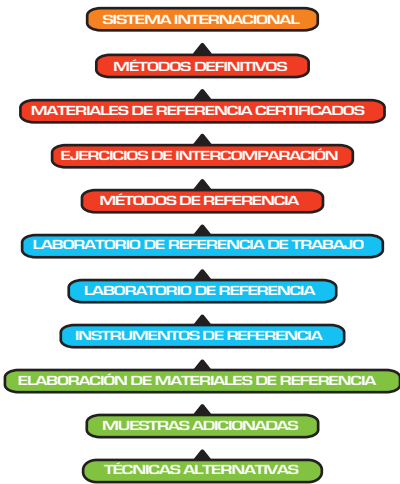 SISTEMA INTERNACIONAL
MÉTODOS DEFINITIVOS
MATERIALES DE REFERENCIA CERTIFICADOS
EJERCICIOS DE INTERCOMPARACIÓN
MÉTODOS DE REFERENCIA
LABORATORIO DE REFERENCIA DE TRABAJO
LABORATORIO DE REFERENCIA
INSTRUMENTOS DE REFERENCIA
ELABORACIÓN DE MATERIALES DE REFERENCIA
MUESTRAS ADICIONADAS
TÉCNICAS ALTERNATIVAS